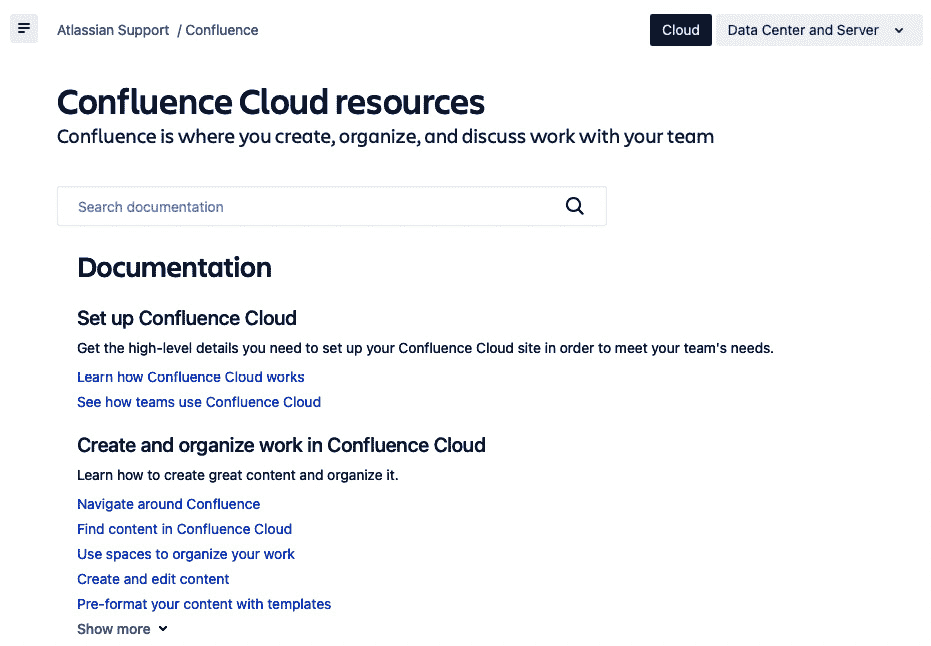 Atlassian Support / Confluence
Cloud
Data Center and Server
Confluence Cloud resources
Confluence is where you create, organize, and discuss work with your team
Search documentation
Documentation
Set up Confluence Cloud
Get the high-level details you need to set up your Confluence Cloud site in order to meet your team's needs.
Learn how Confluence Cloud works
See how teams use Confluence Cloud
Create and organize work in Confluence Cloud
Learn how to create great content and organize it.
Navigate around Confluence
Find content in Confluence Cloud
Use spaces to organize your work
Create and edit content
Pre-format your content with templates
Show more